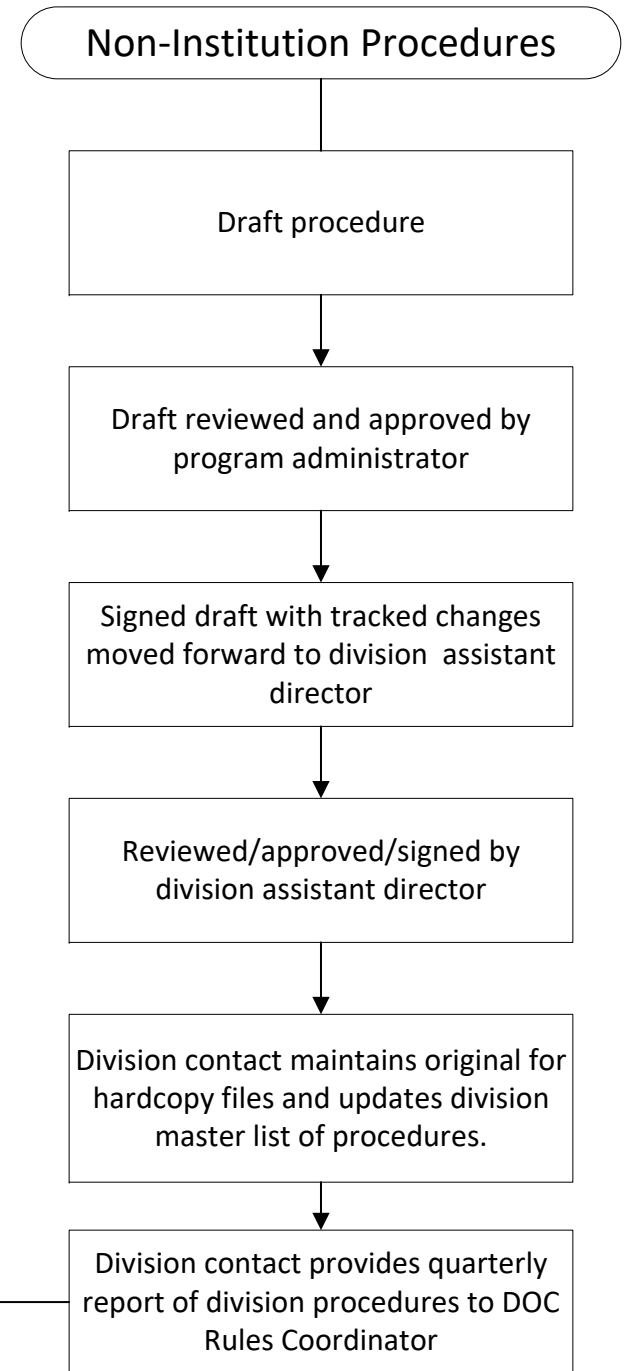 Non-Institution Procedures
Draft procedure
Draft reviewed and approved by
program administrator
Signed draft with tracked changes
moved forward to division  assistant
director
Reviewed/approved/signed by
division assistant director
Division contact maintains original for
hardcopy files and updates division
master list of procedures.
Division contact provides quarterly
report of division procedures to DOC
Rules Coordinator